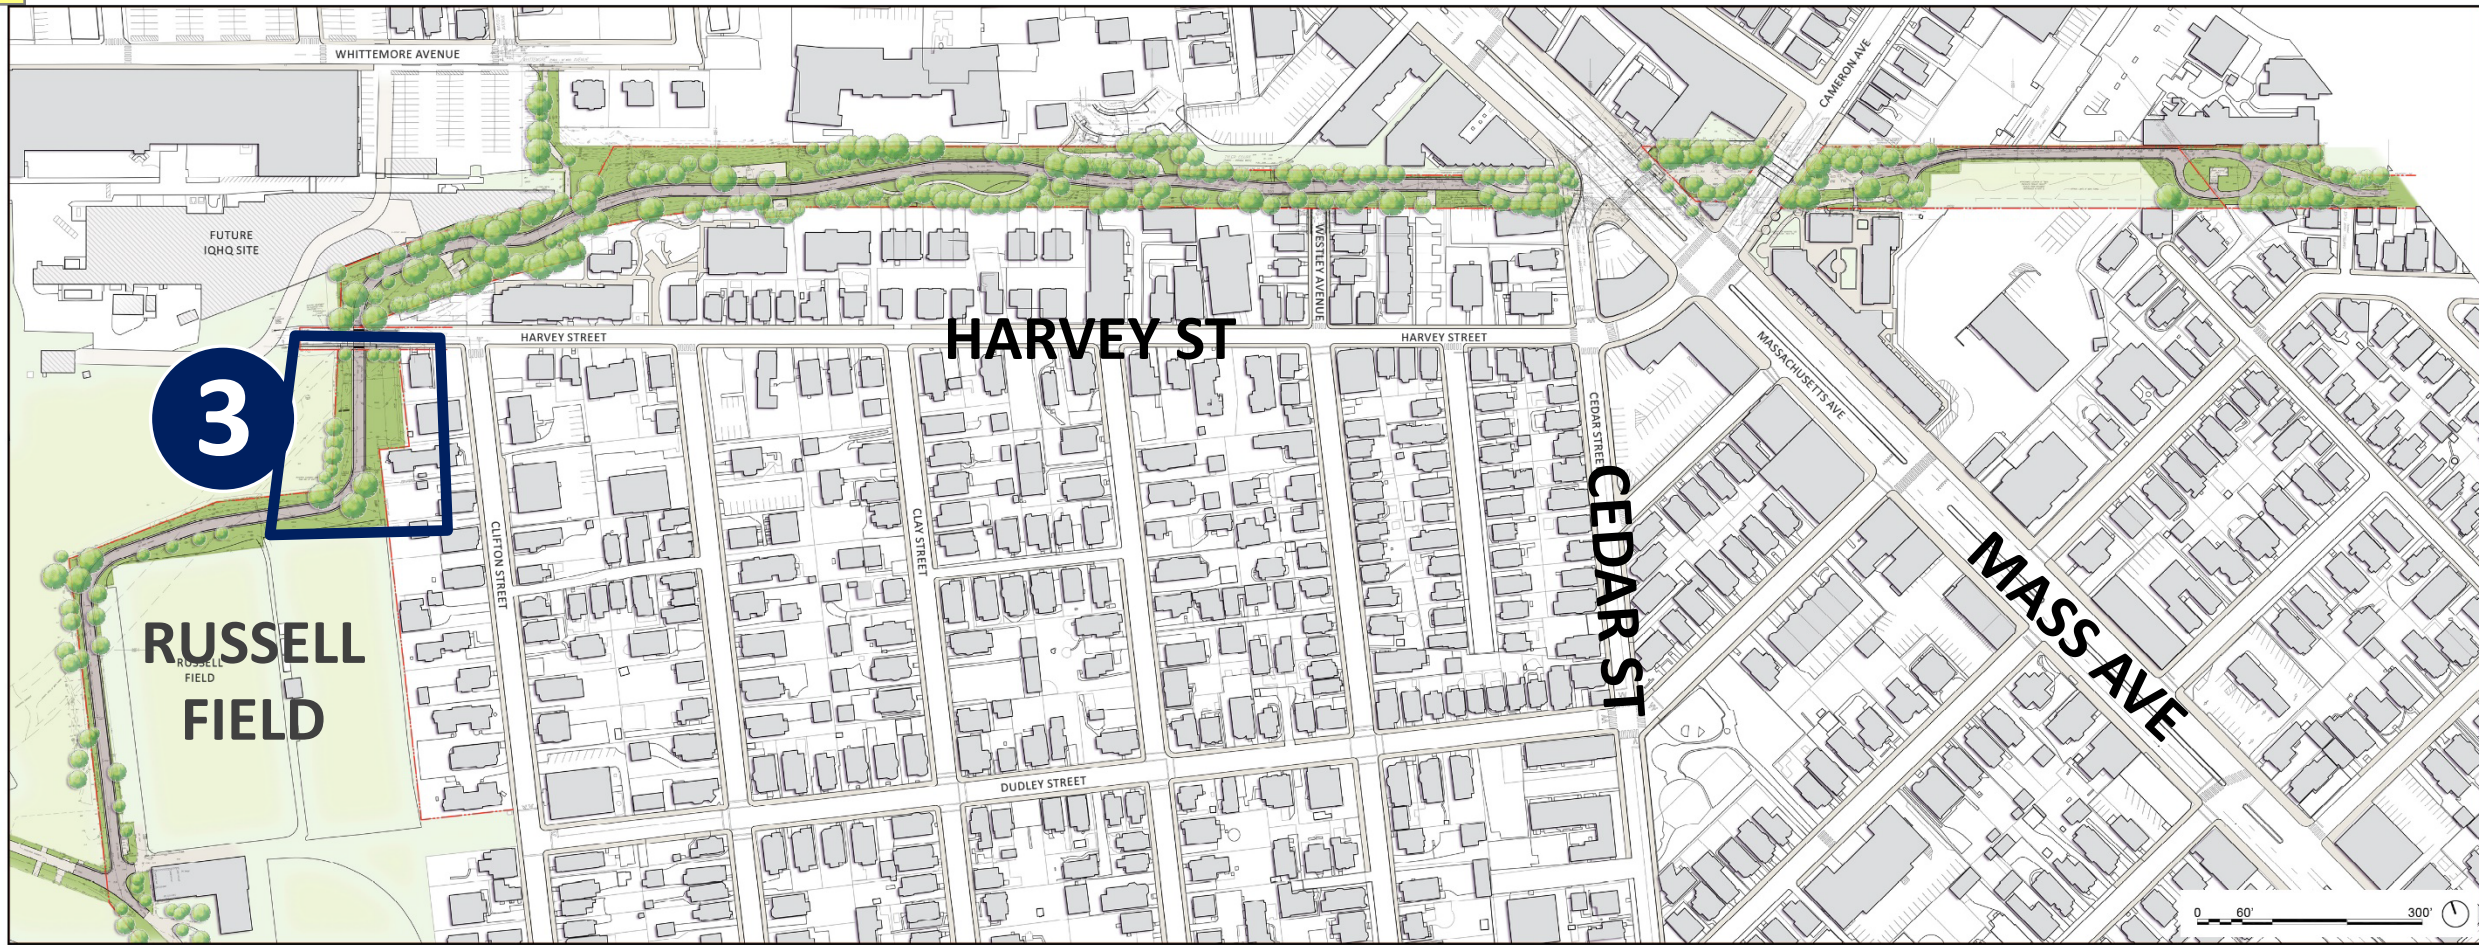 WHITTEMORE AVENUE
CAMERON AVE
FUTURE
IQHQ SITE
WESTLEY AVENUE
HARVEY STREET
HARVEY ST
HARVEY STREET
MASSACHUSETTS AVE
3
CEDAR STREET
CEDAR ST
CLIFTON STREET
CLAY STREET
MASS AVE
RUSSELL
FIELD
RUSSELL
FIELD
DUDLEY STREET
0 60' 300'